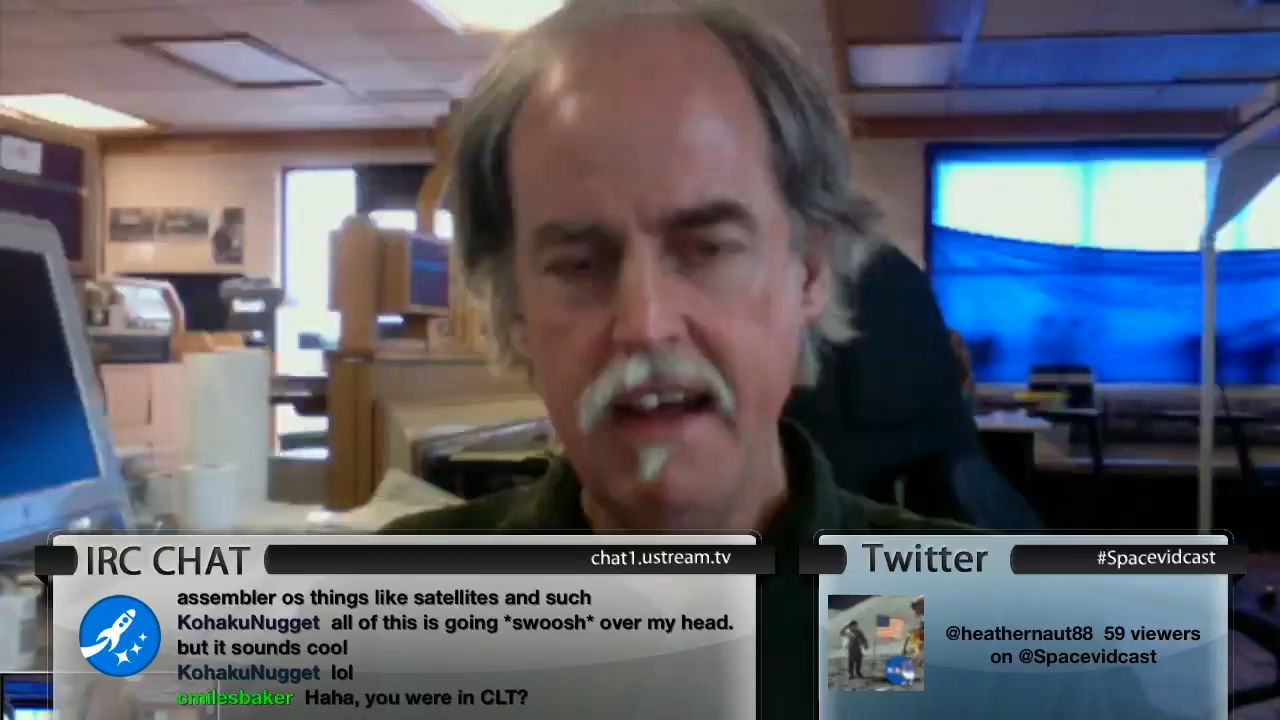 IRC CHAT
chat1.ustream.tv
assembler os things like satellites and such
KohakuNugget all of this is going *swoosh* over my head.
but it sounds cool
KohakuNugget lol
cmilesbaker Haha, you were in CLT?
Twitter
#Spacevidcast
@heathernaut88 59 viewers
on @Spacevidcast